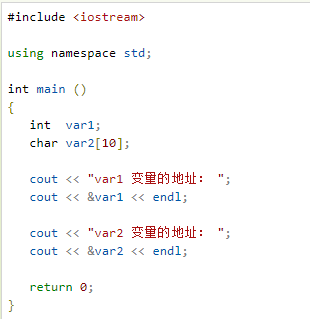 #include <iostream>
using namespace std;
int main ()
{
int  var1;
char var2[10];
cout << "var1 变量的地址： ";
cout << &var1 << endl;
cout << "var2 变量的地址： ";
cout << &var2 << endl;
return 0;
}